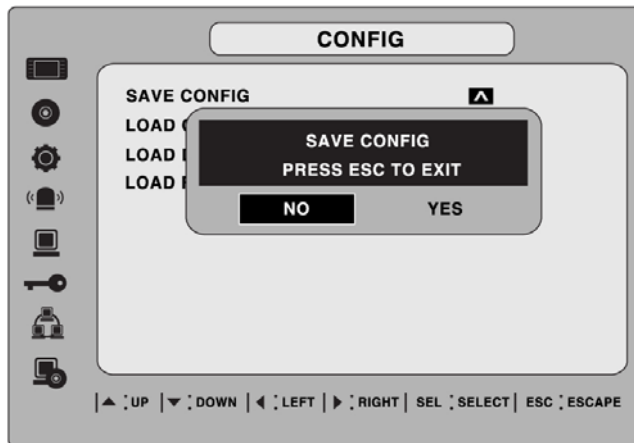 CONFIG
SAVE CONFIG
LOAD
LOAD
LOAD
SAVE CONFIG
PRESS ESC TO EXIT
NO YES
▲ : UP | ▼ : DOWN | ◀ : LEFT | ▶ : RIGHT | SEL : SELECT | ESC : ESCAPE